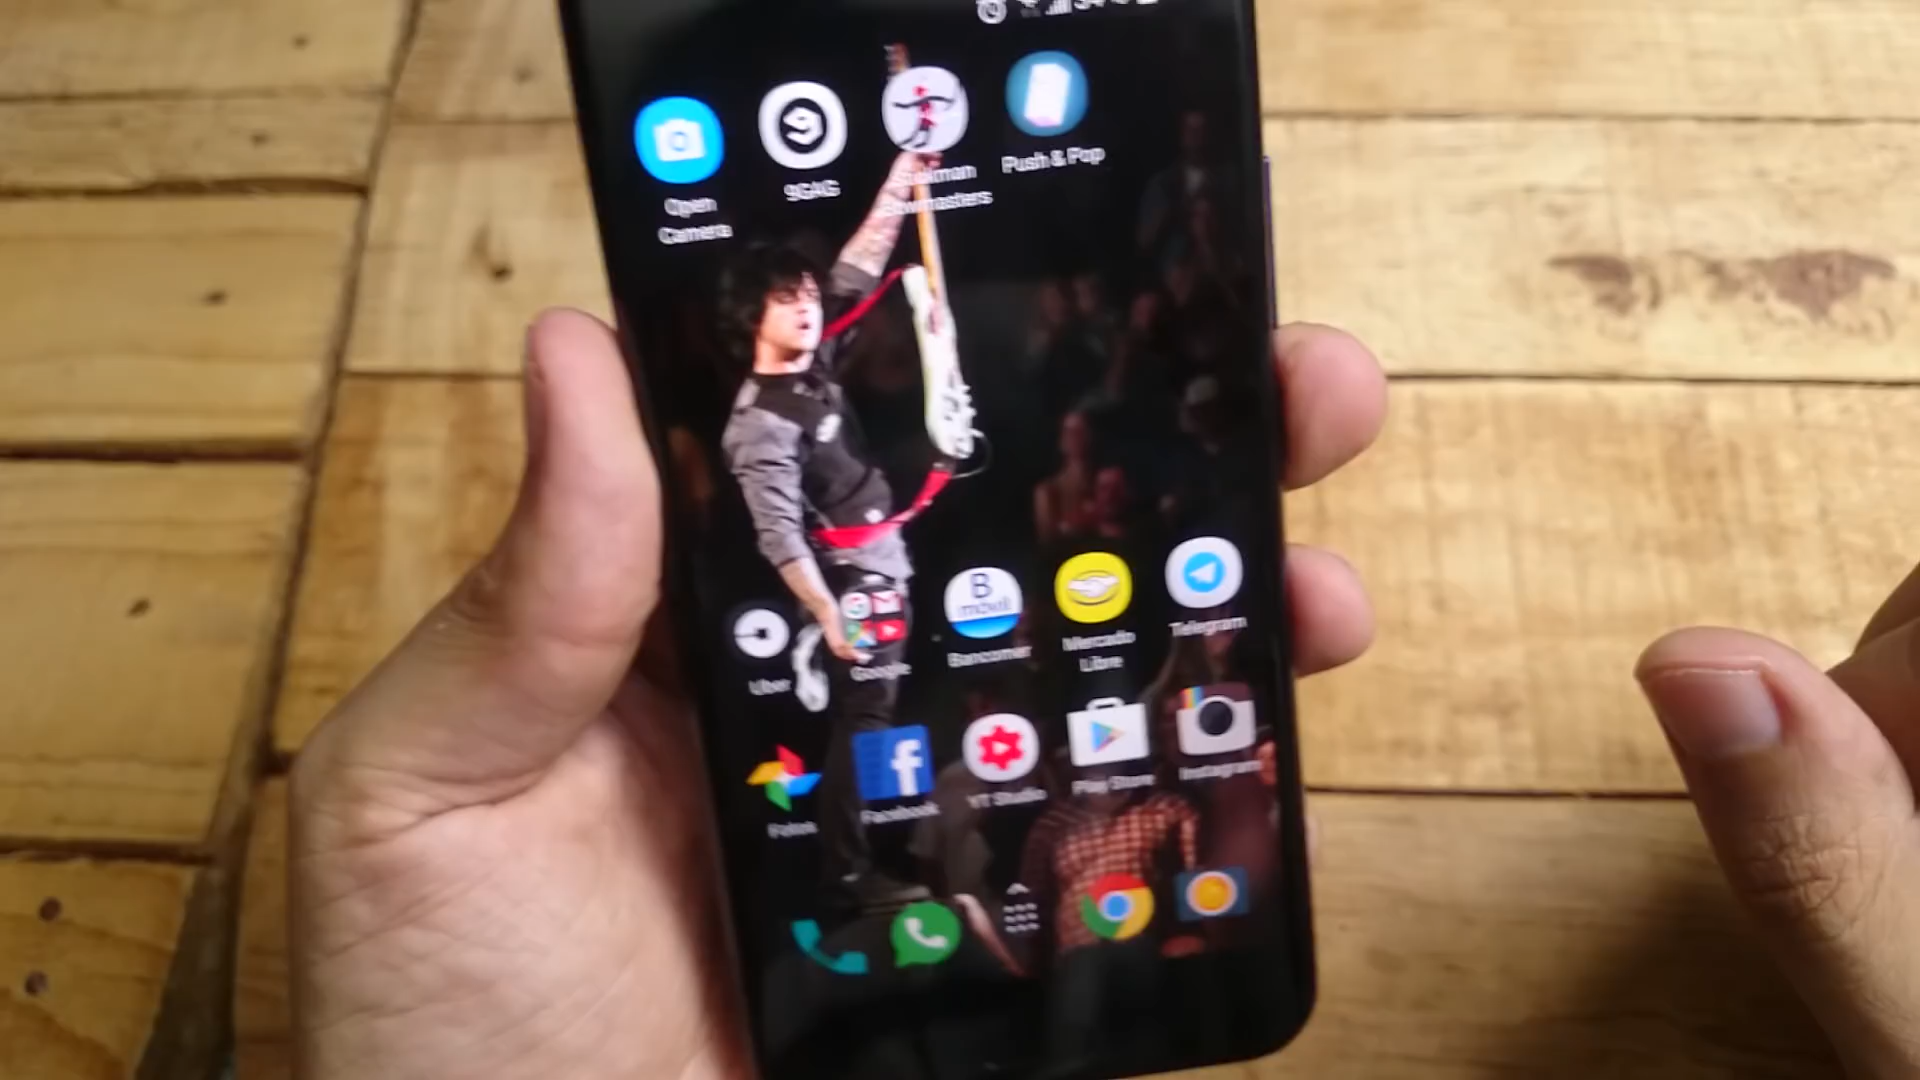 Open
Camera
9GAG
Bowmasters
Push & Pop
Uber
Google
B
móvil
Bancomer
Mercado
Libre
Telegram
Fotos
Facebook
YT Studio
Play Store
Instagram